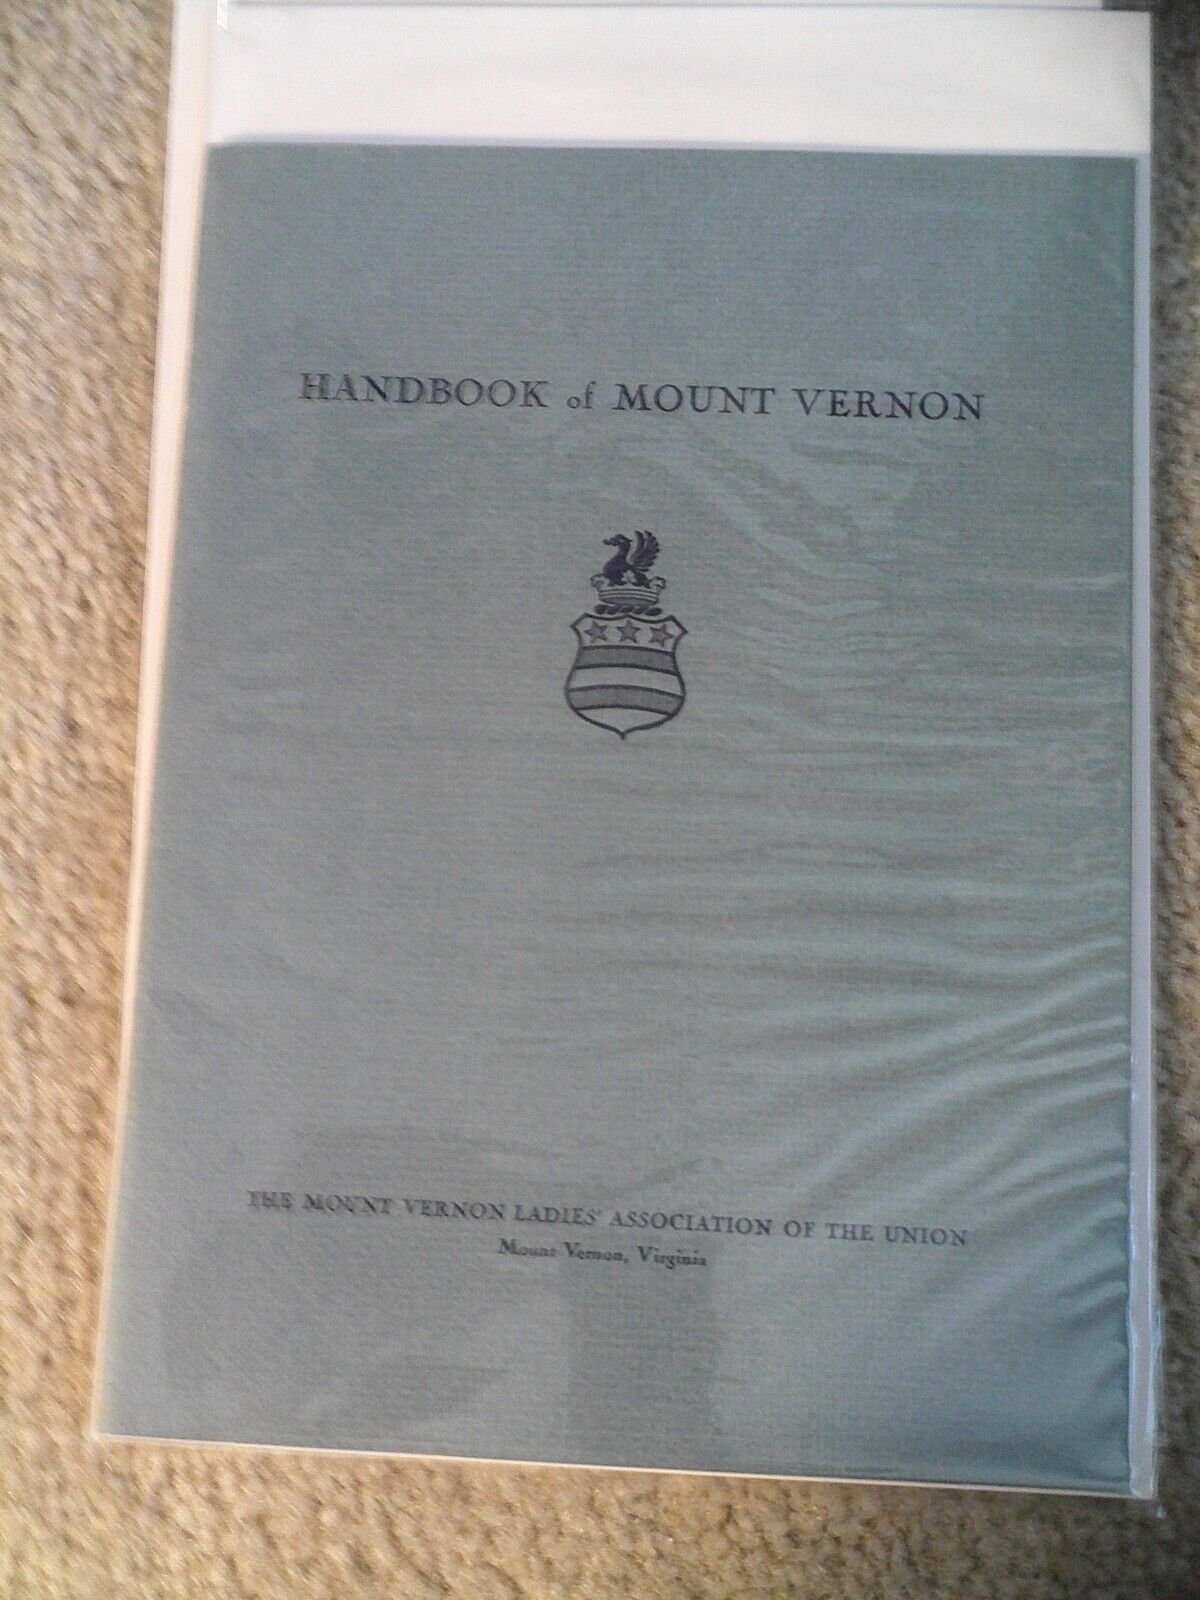 HANDBOOK of MOUNT VERNON
THE MOUNT VERNON LADIES' ASSOCIATION OF THE UNION
Mount Vernon, Virginia